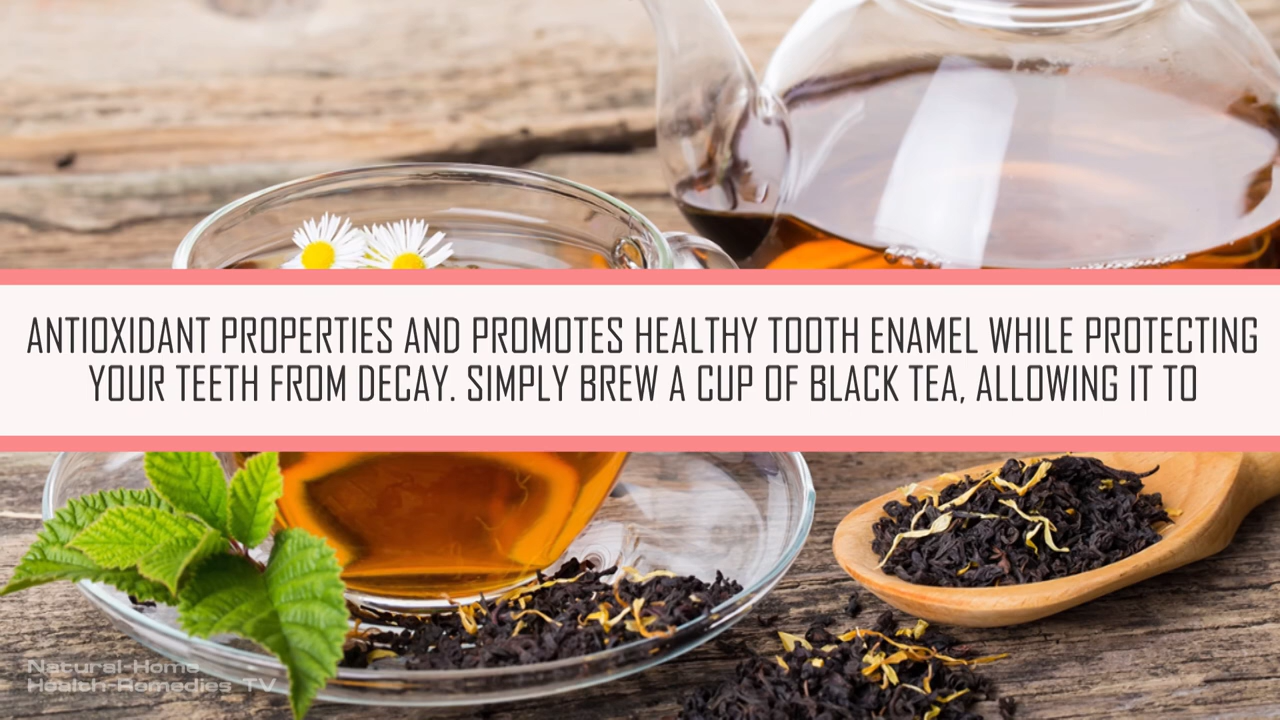 ANTIOXIDANT PROPERTIES AND PROMOTES HEALTHY TOOTH ENAMEL WHILE PROTECTING
YOUR TEETH FROM DECAY. SIMPLY BREW A CUP OF BLACK TEA, ALLOWING IT TO
Natural-Home
Health-Remedies TV